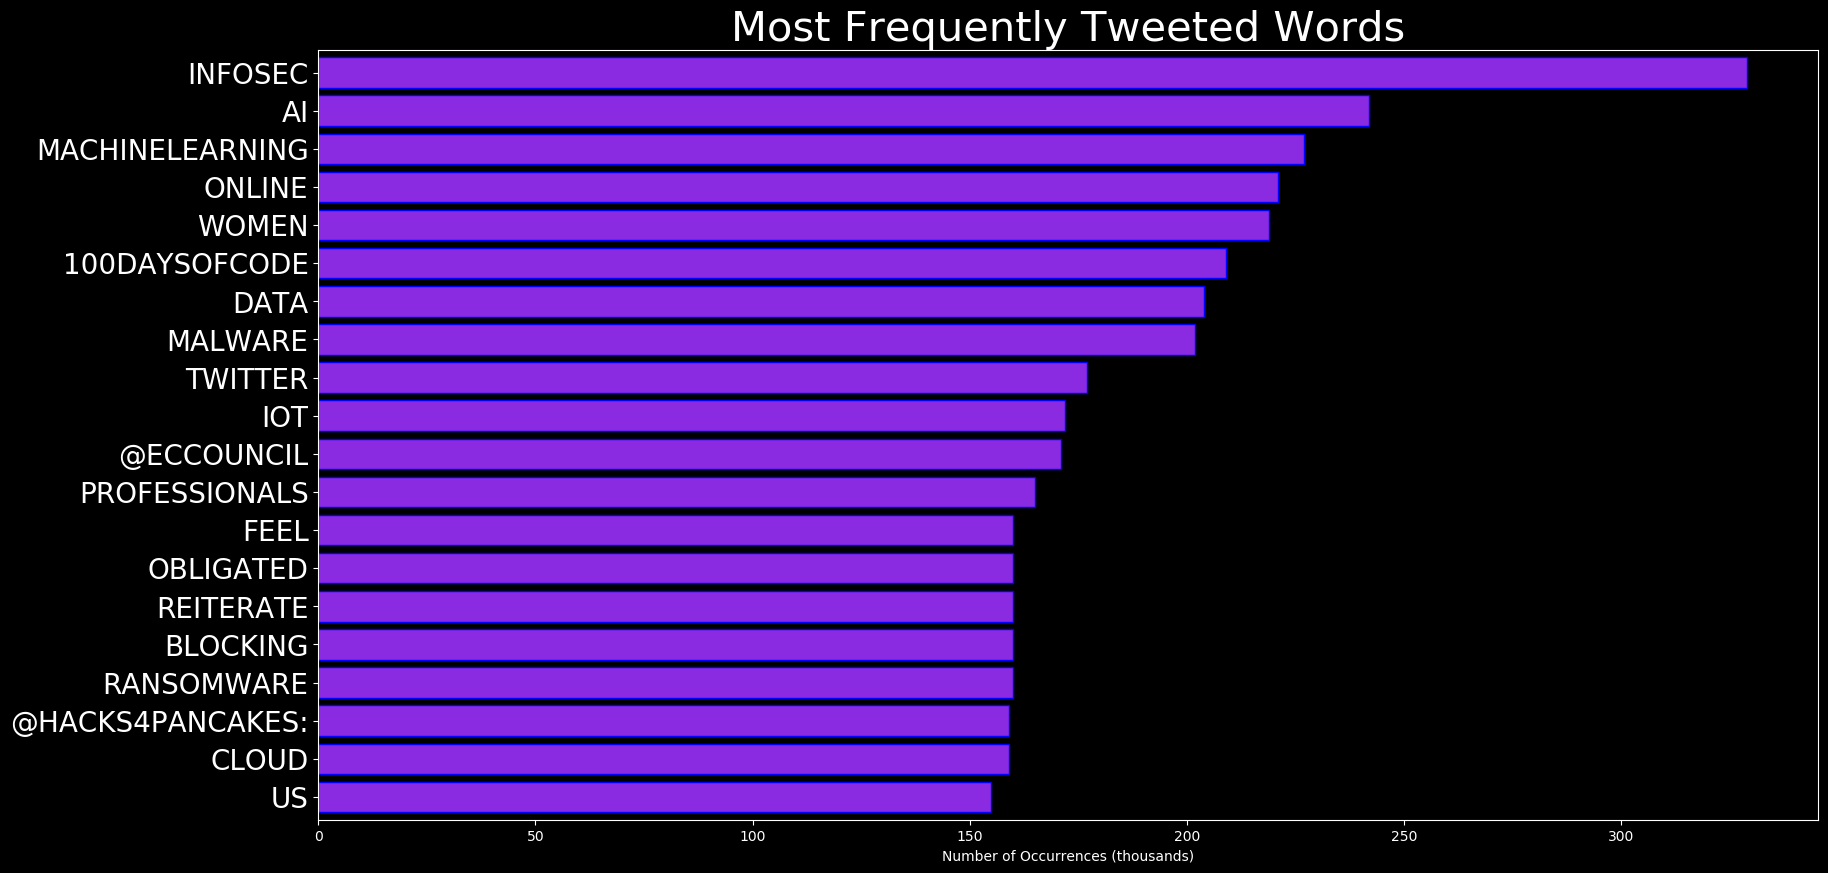 Most Frequently Tweeted Words
INFOSEC
AI
MACHINELEARNING
ONLINE
WOMEN
100DAYSOFCODE
DATA
MALWARE
TWITTER
IOT
@ECCOUNCIL
PROFESSIONALS
FEEL
OBLIGATED
REITERATE
BLOCKING
RANSOMWARE
@HACKS4PANCAKES:
CLOUD
US
0 50 100 150 200 250 300
Number of Occurrences (thousands)